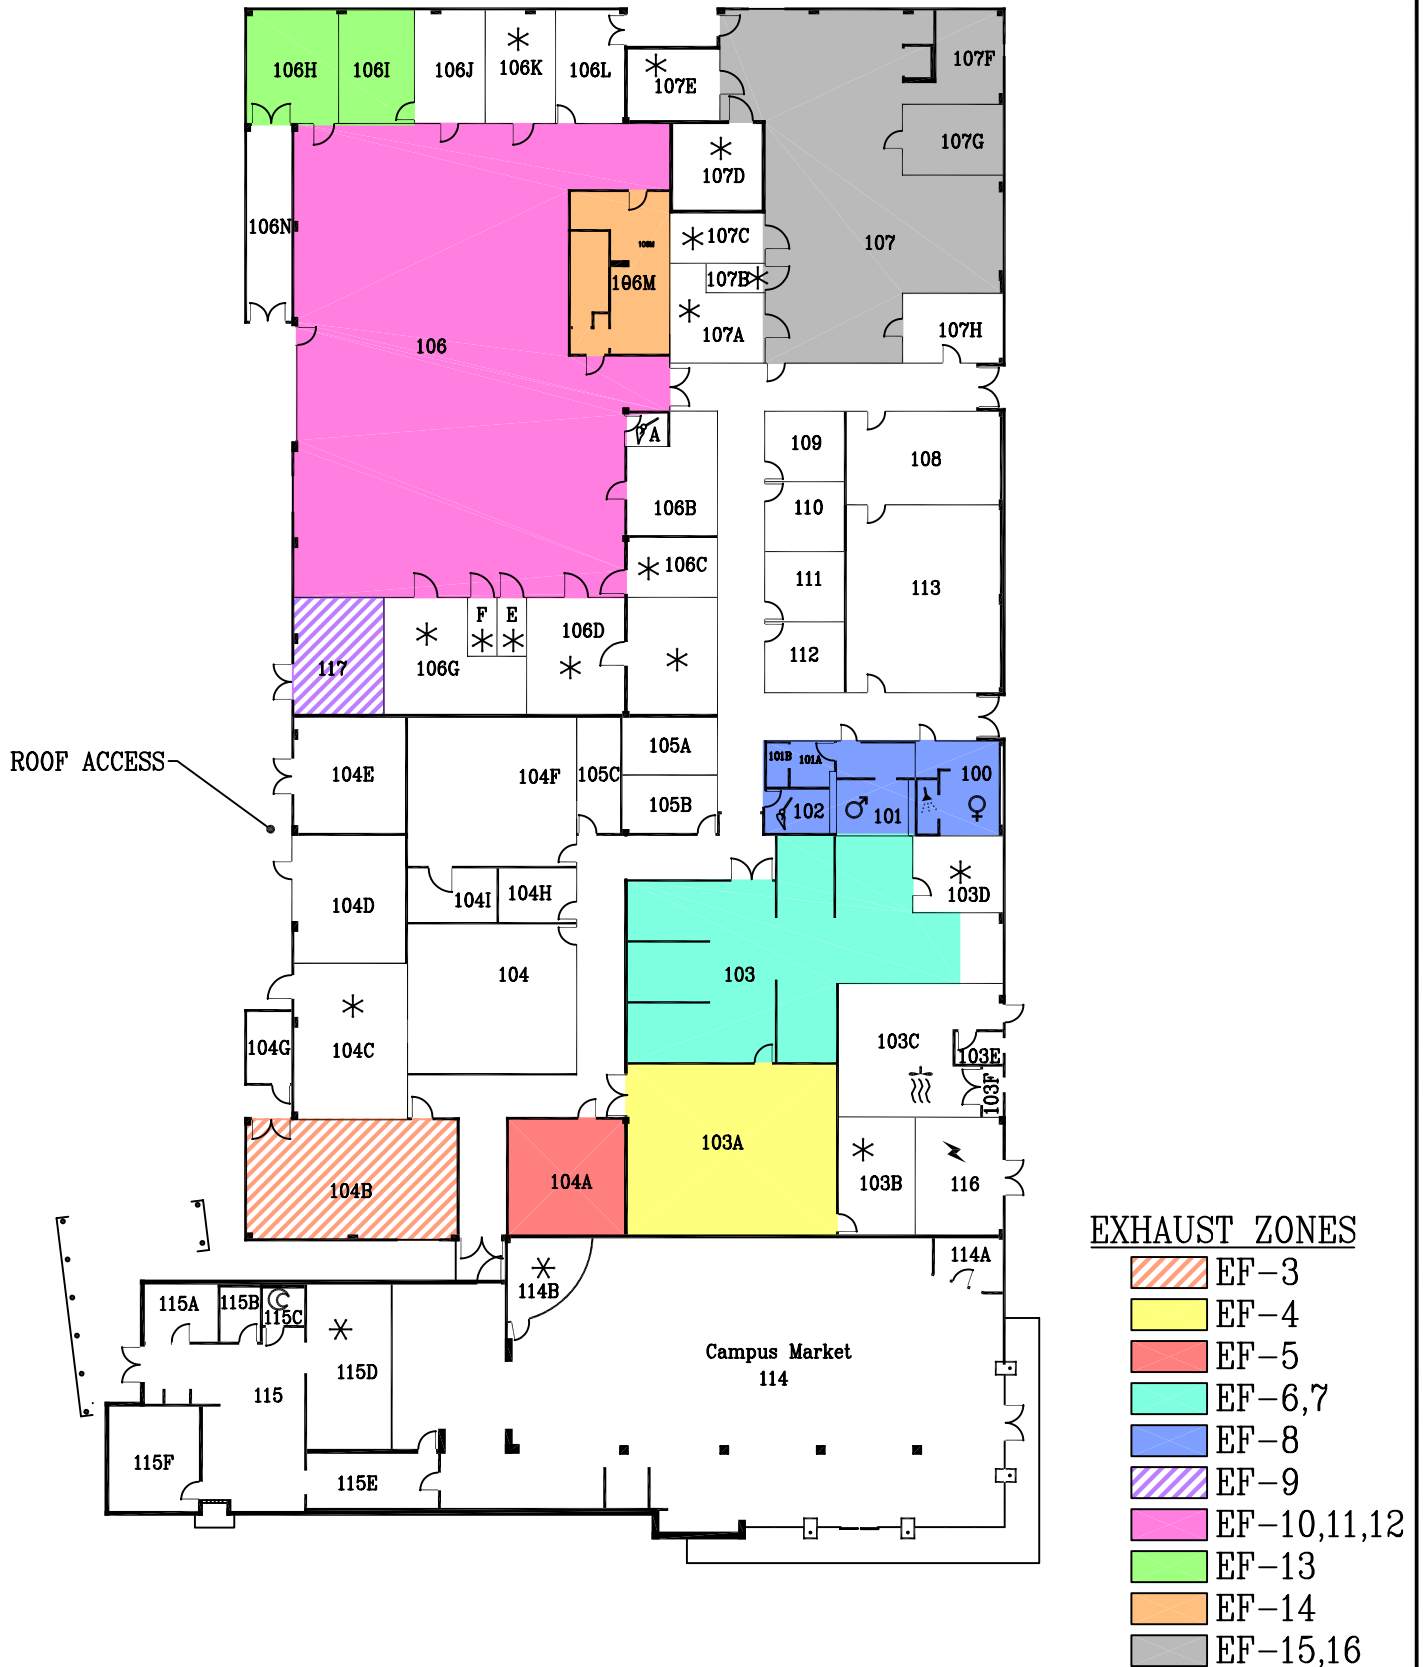 106H
106I
106J
106K
106L
107E
107F
107G
107D
106N
107C
107
106M
106M
107B
107A
107H
106
A
109
108
106B
110
106C
111
113
F
E
106D
117
106G
112
ROOF ACCESS
104E
104F
105C
105A
105B
101B
101A
100
102
101
104D
104I
104H
103D
104
103
104G
104C
103C
103E
103F
103A
104B
104A
103B
116
114A
114B
115A
115B
115C
115D
Campus Market
114
115
115F
115E
EXHAUST ZONES
EF-3
EF-4
EF-5
EF-6,7
EF-8
EF-9
EF-10,11,12
EF-13
EF-14
EF-15,16